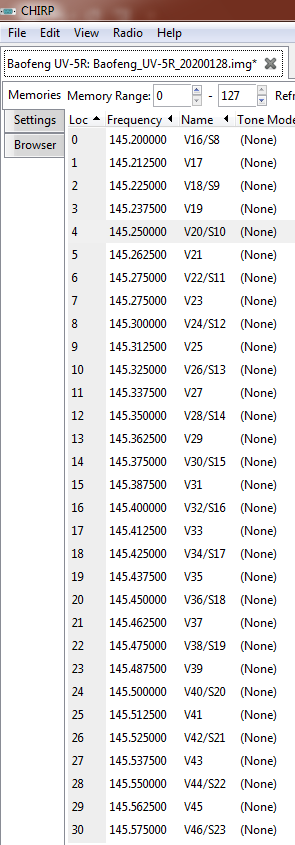 CHIRP
File Edit View Radio Help
Baofeng UV-5R: Baofeng_UV-5R_20200128.img*
Memories Memory Range: 0 - 127 Refr
Settings
Browser
Loc Frequency Name Tone Mode
0 145.200000 V16/S8 (None)
1 145.212500 V17 (None)
2 145.225000 V18/S9 (None)
3 145.237500 V19 (None)
4 145.250000 V20/S10 (None)
5 145.262500 V21 (None)
6 145.275000 V22/S11 (None)
7 145.275000 V23 (None)
8 145.300000 V24/S12 (None)
9 145.312500 V25 (None)
10 145.325000 V26/S13 (None)
11 145.337500 V27 (None)
12 145.350000 V28/S14 (None)
13 145.362500 V29 (None)
14 145.375000 V30/S15 (None)
15 145.387500 V31 (None)
16 145.400000 V32/S16 (None)
17 145.412500 V33 (None)
18 145.425000 V34/S17 (None)
19 145.437500 V35 (None)
20 145.450000 V36/S18 (None)
21 145.462500 V37 (None)
22 145.475000 V38/S19 (None)
23 145.487500 V39 (None)
24 145.500000 V40/S20 (None)
25 145.512500 V41 (None)
26 145.525000 V42/S21 (None)
27 145.537500 V43 (None)
28 145.550000 V44/S22 (None)
29 145.562500 V45 (None)
30 145.575000 V46/S23 (None)